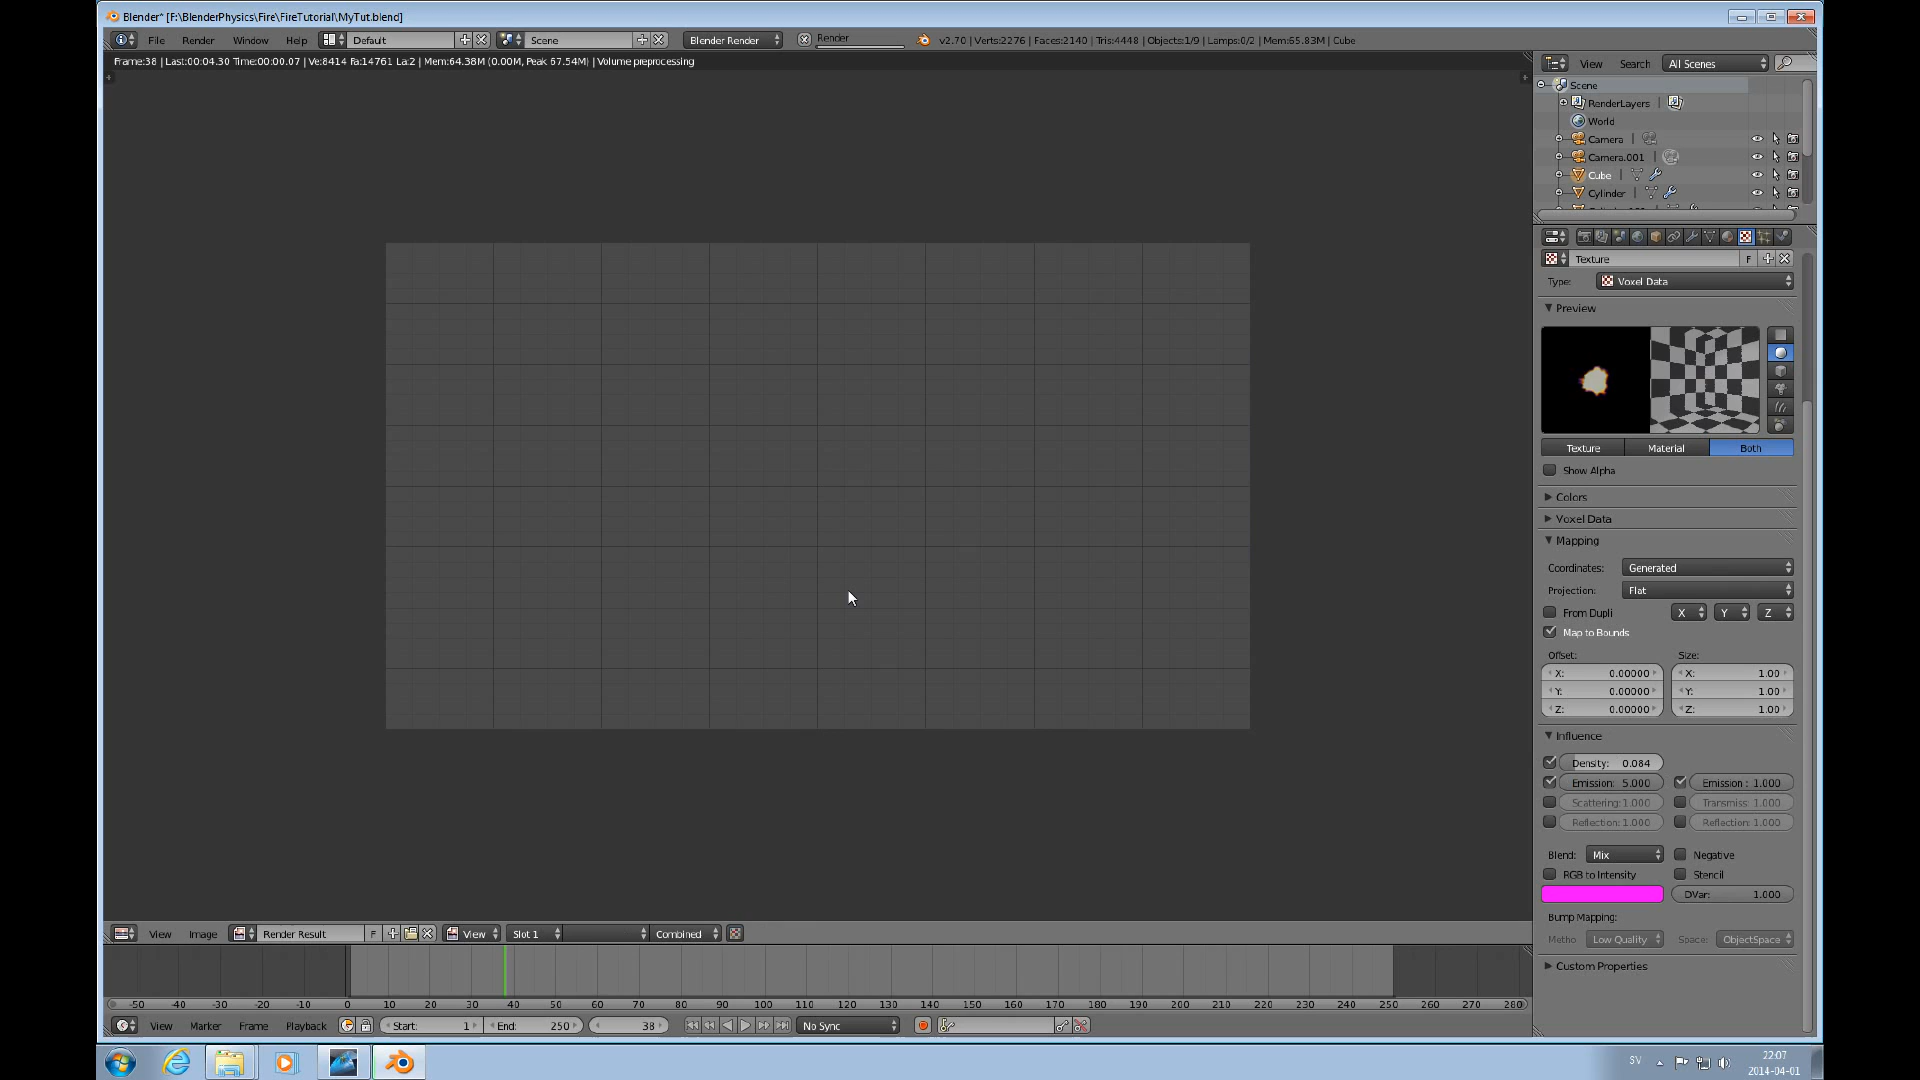 Blender* [F:\BlenderPhysics\Fire\FireTutorial\MyTut.blend]
File Render Window Help Default Scene Blender Render Render v2.70 | Verts:2276 | Faces:2140 | Tris:4448 | Objects:1/9 | Lamps:0/2 | Mem:65.83M | Cube
Frame:38 | Last:00:04.30 Time:00:00.07 | Ve:8414 Fa:14761 La:2 | Mem:64.38M (0.00M, Peak 67.54M) | Volume preprocessing
View Search All Scenes
Scene
RenderLayers
World
Camera
Camera.001
Cube
Cylinder
Texture F
Type: Voxel Data
Preview
Texture Material Both
Show Alpha
Colors
Voxel Data
Mapping
Coordinates: Generated
Projection: Flat
From Dupli X Y Z
Map to Bounds
Offset: Size:
X: 0.00000 X: 1.00
Y: 0.00000 Y: 1.00
Z: 0.00000 Z: 1.00
Influence
Density: 0.084
Emission: 5.000 Emission : 1.000
Scattering:1.000 Transmiss: 1.000
Reflection: 1.000 Reflection: 1.000
Blend: Mix Negative
RGB to Intensity Stencil
DVar: 1.000
Bump Mapping:
Metho Low Quality Space: ObjectSpace
Custom Properties
View Image Render Result F View Slot 1 Combined
-50 -40 -30 -20 -10 0 10 20 30 40 50 60 70 80 90 100 110 120 130 140 150 160 170 180 190 200 210 220 230 240 250 260 270 280
View Marker Frame Playback Start: 1 End: 250 38 No Sync
SV 22:07
2014-04-01